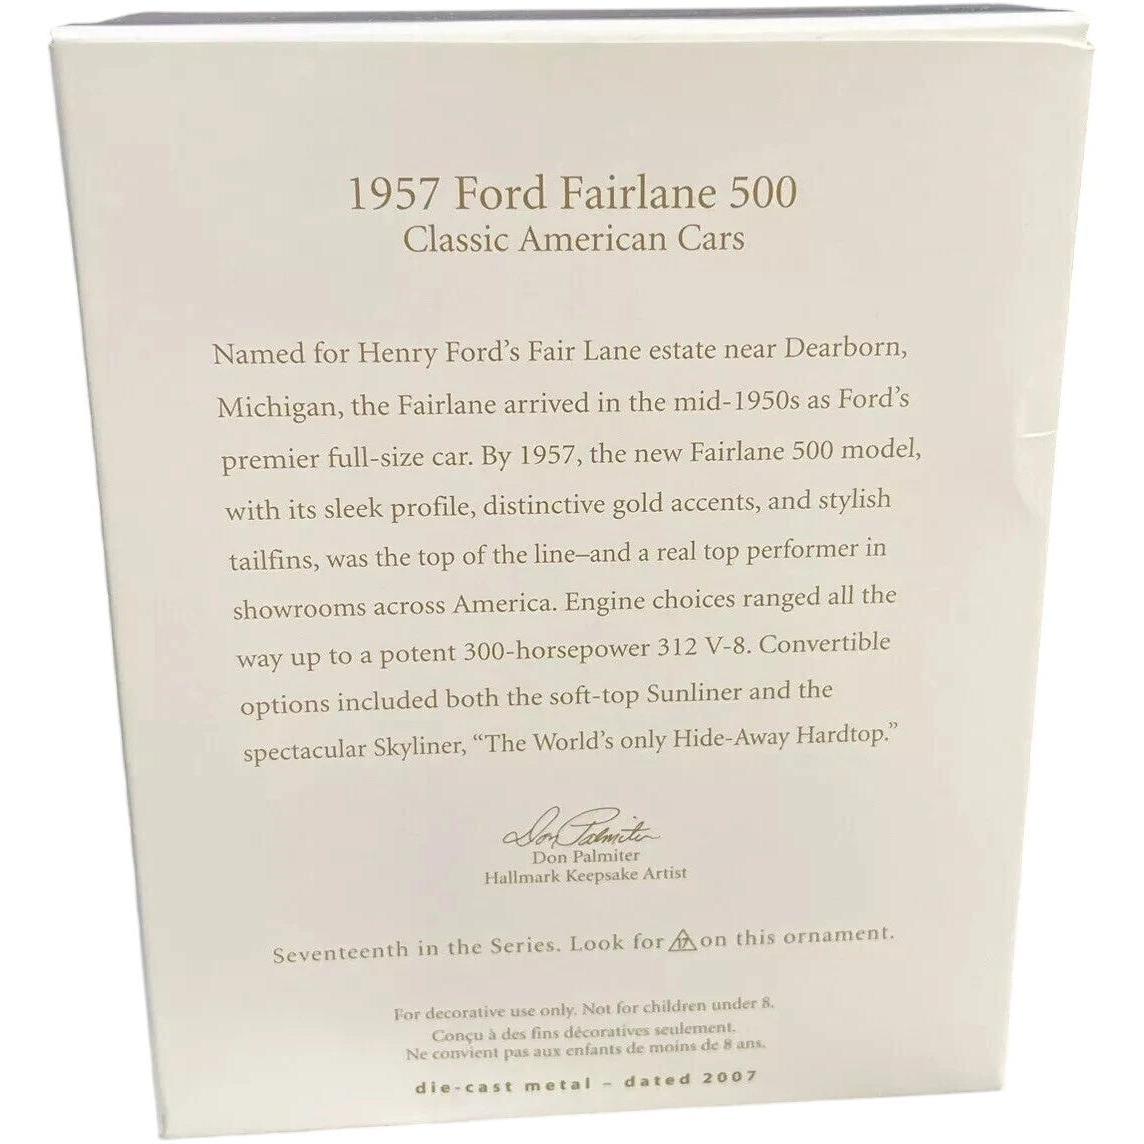 1957 Ford Fairlane 500
Classic American Cars
Named for Henry Ford's Fair Lane estate near Dearborn,
Michigan, the Fairlane arrived in the mid-1950s as Ford's
premier full-size car. By 1957, the new Fairlane 500 model,
with its sleek profile, distinctive gold accents, and stylish
tailfins, was the top of the line–and a real top performer in
showrooms across America. Engine choices ranged all the
way up to a potent 300-horsepower 312 V-8. Convertible
options included both the soft-top Sunliner and the
spectacular Skyliner, “The World's only Hide-Away Hardtop.”
Don Palmiter
Don Palmiter
Hallmark Keepsake Artist
Seventeenth in the Series. Look for 17 on this ornament.
For decorative use only. Not for children under 8.
Conçu à des fins décoratives seulement.
Ne convient pas aux enfants de moins de 8 ans.
die-cast metal – dated 2007